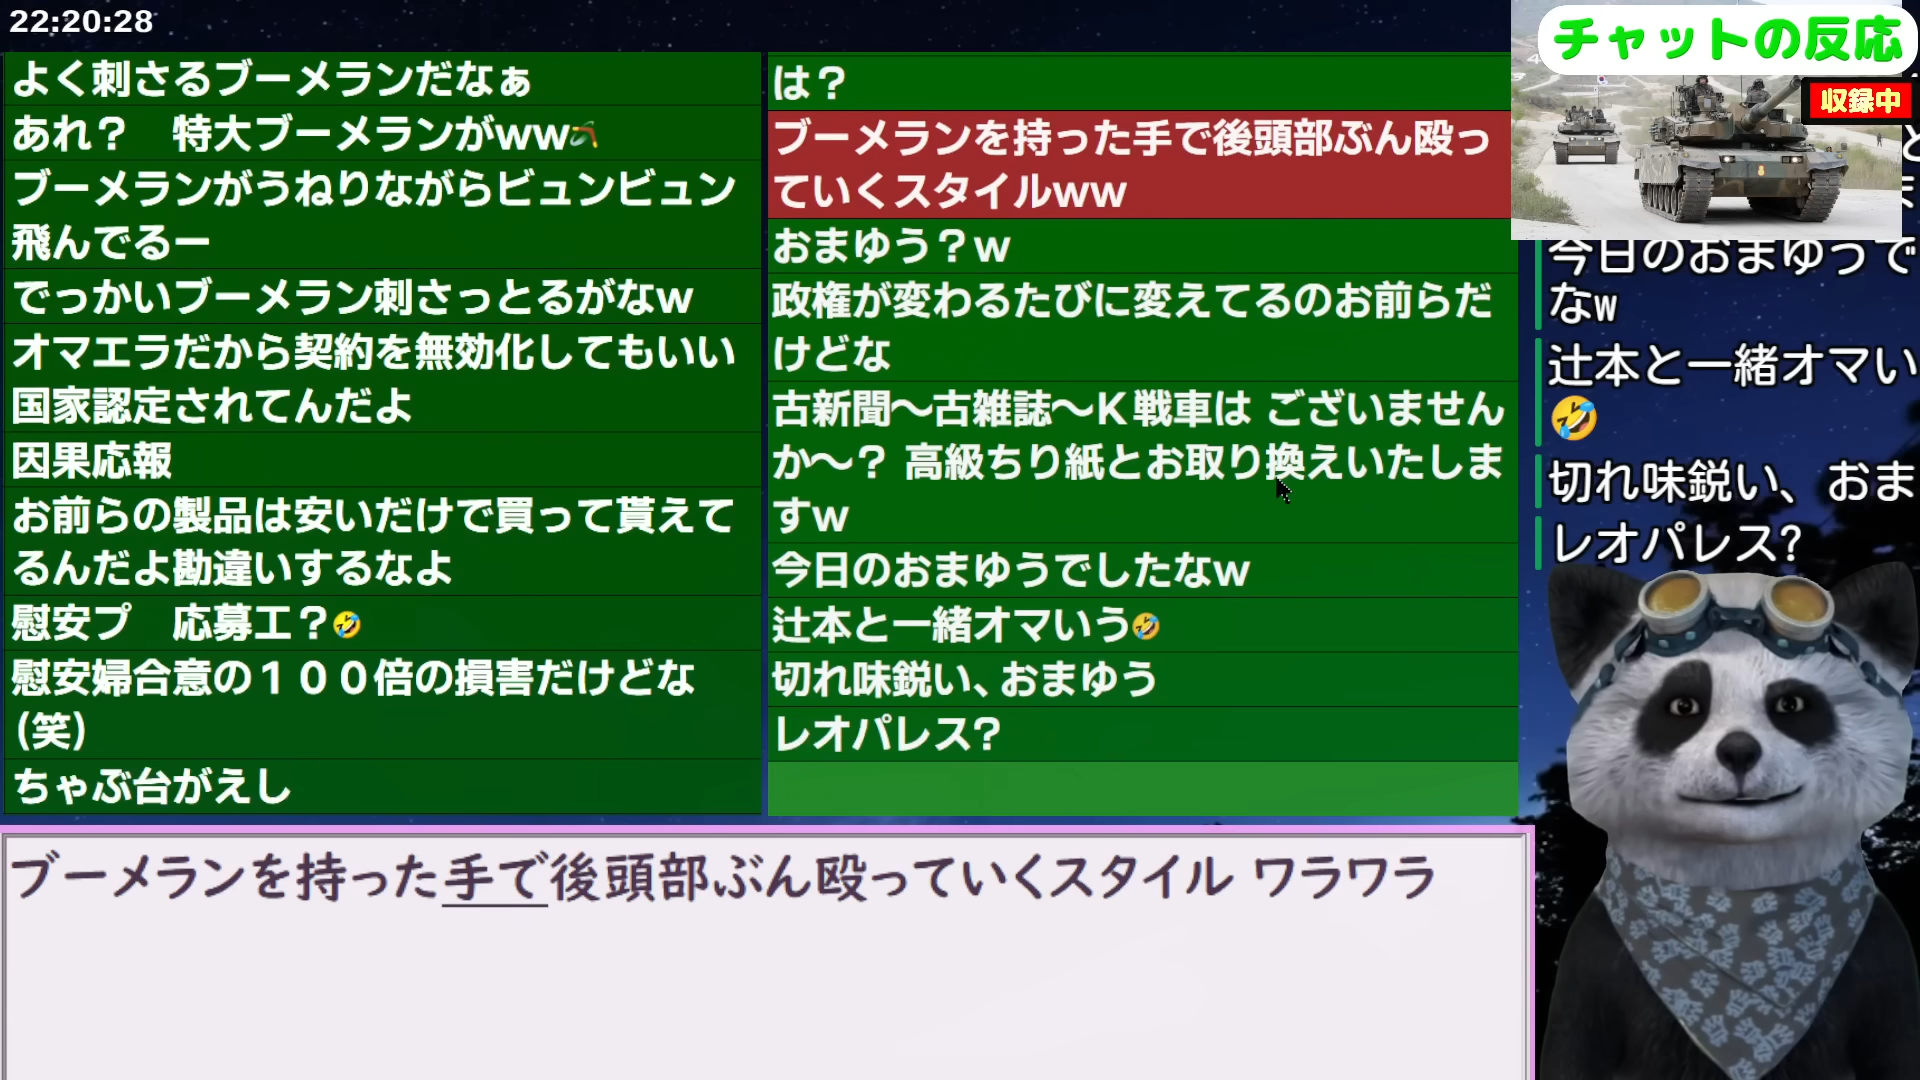 22:20:28
よく刺さるブーメランだなぁ
あれ？　特大ブーメランがww
ブーメランがうねりながらビュンビュン
飛んでるー
でっかいブーメラン刺さっとるがなw
オマエラだから契約を無効化してもいい
国家認定されてんだよ
因果応報
お前らの製品は安いだけで買って貰えて
るんだよ勘違いするなよ
慰安プ　応募工？🤣
慰安婦合意の１００倍の損害だけどな
(笑)
ちゃぶ台がえし
は？
ブーメランを持った手で後頭部ぶん殴っ
ていくスタイルww
おまゆう？w
政権が変わるたびに変えてるのお前らだ
けどな
古新聞～古雑誌～K戦車は ございません
か～？ 高級ちり紙とお取り換えいたしま
すw
今日のおまゆうでしたなw
辻本と一緒オマいう🤣
切れ味鋭い、おまゆう
レオパレス?
チャットの反応
収録中
今日のおまゆうで
なw
辻本と一緒オマい
🤣
切れ味鋭い、おま
レオパレス?
ブーメランを持った手で後頭部ぶん殴っていくスタイル ワラワラ